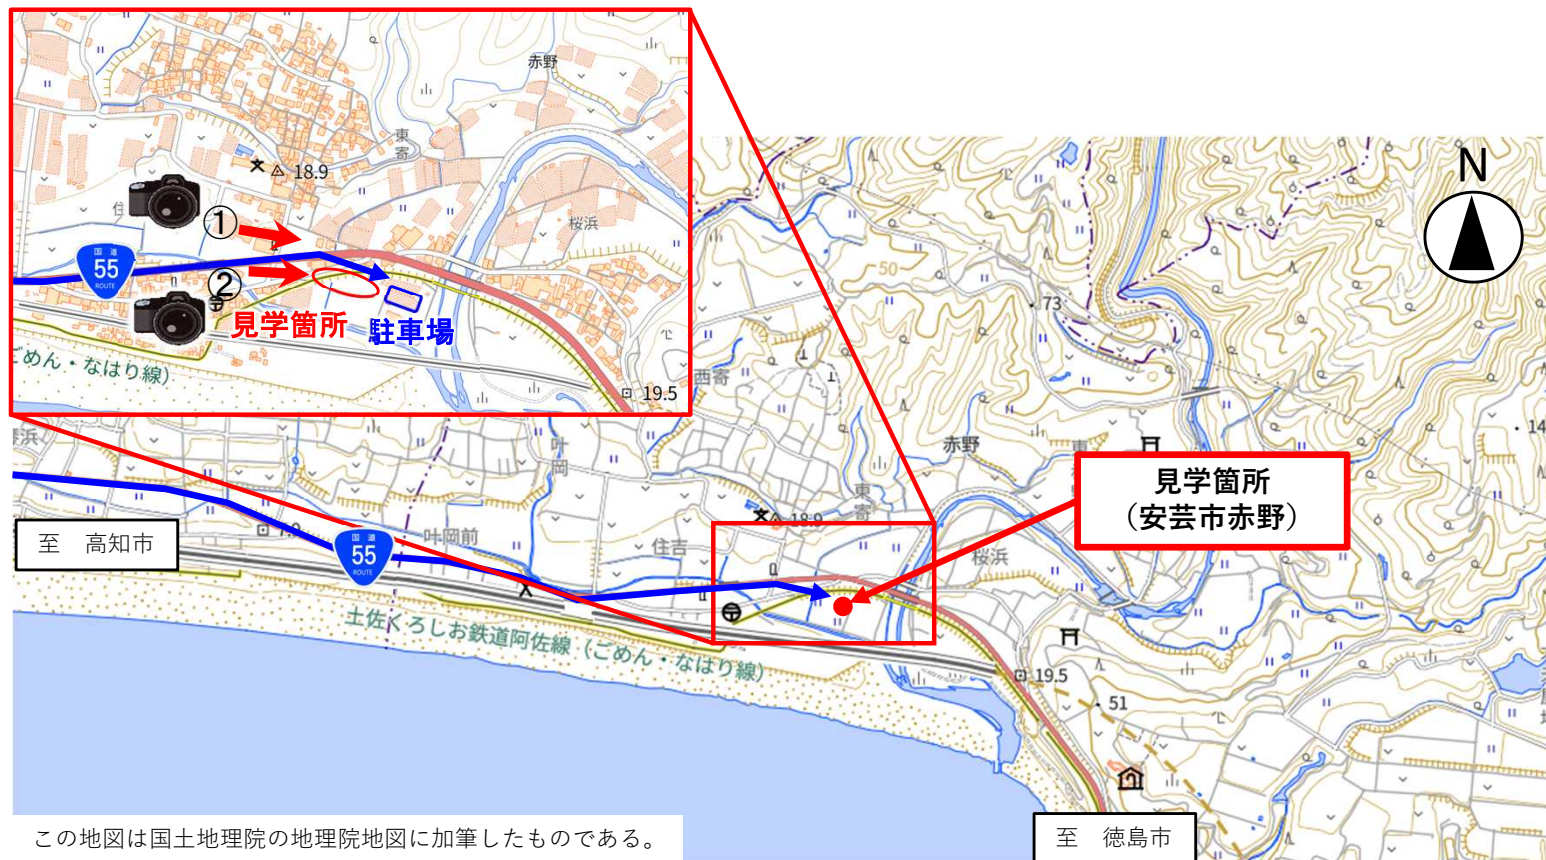 赤野
東寄
18.9
住
①
桜浜
国道
55
ROUTE
②
見学箇所
駐車場
ごめん・なはり線)
19.5
N
50
73
西寄
14
叶岡
赤野
見学箇所
(安芸市赤野)
東寄
18.9
7.9
至 高知市
国道
55
ROUTE
叶岡前
住吉
桜浜
土佐くろしお鉄道阿佐線(ごめん・なはり線)
19.5
51
この地図は国土地理院の地理院地図に加筆したものである。
至 徳島市